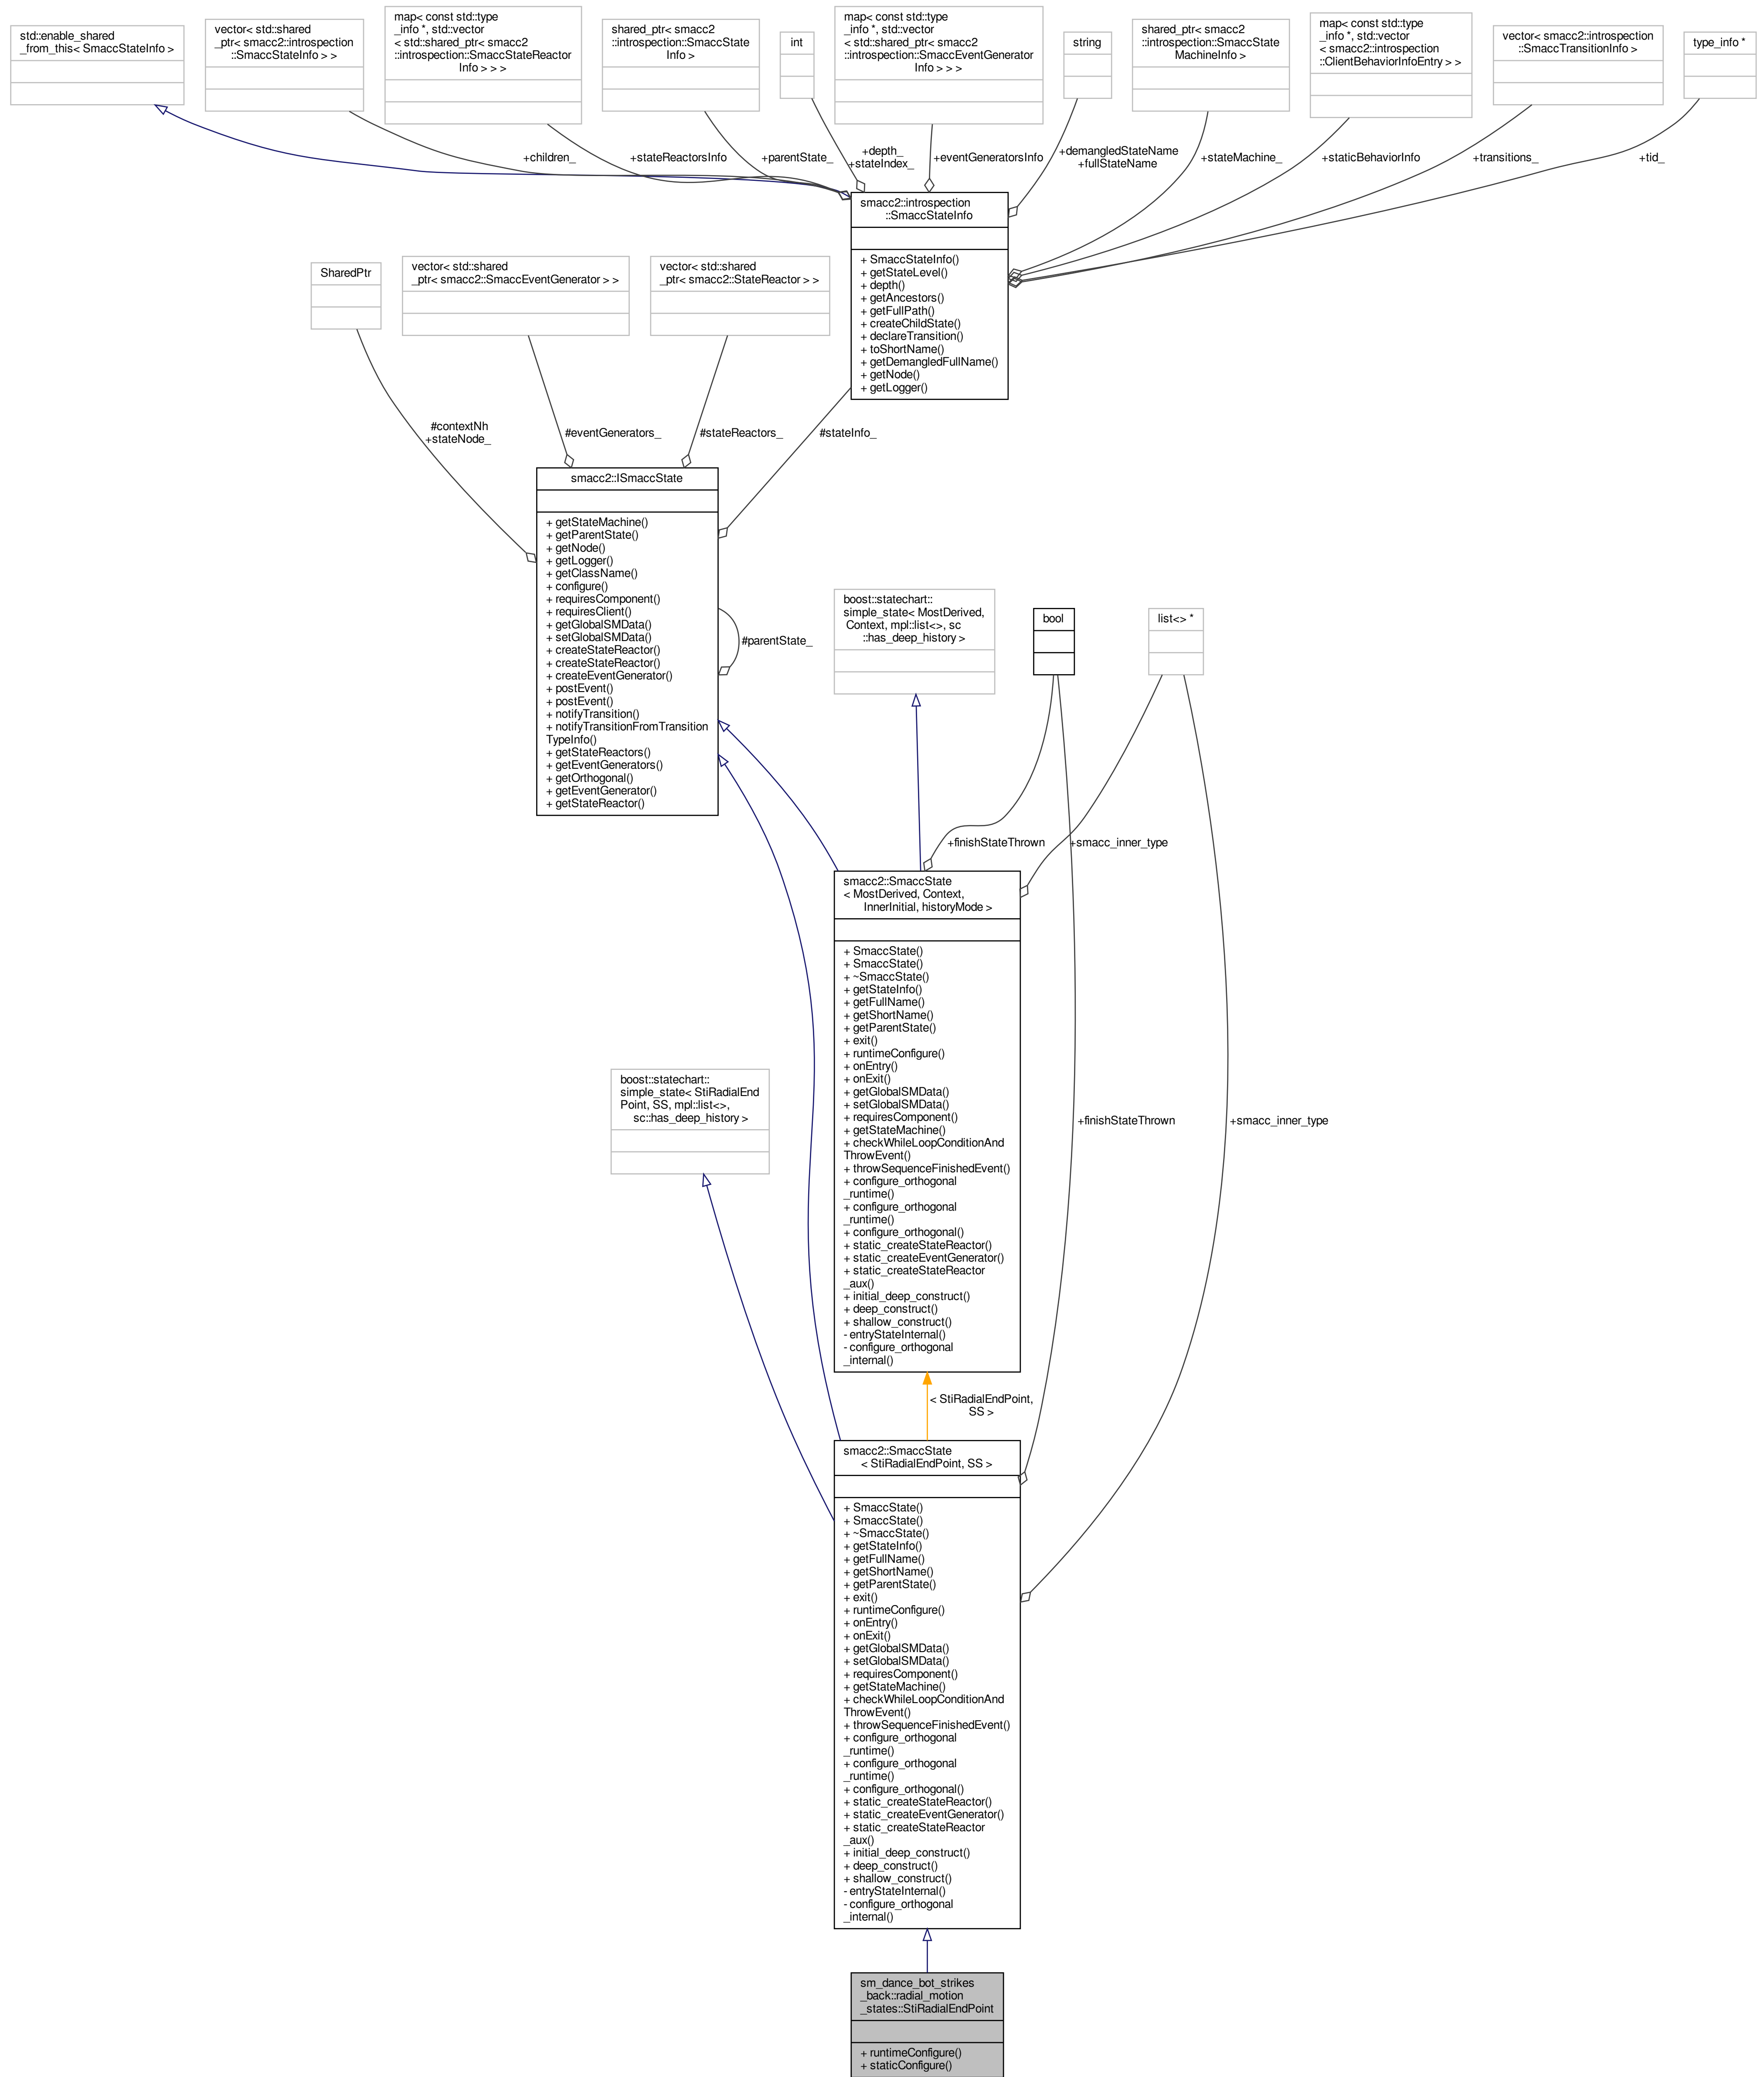 std::enable_shared
_from_this< SmaccStateInfo >
vector< std::shared
_ptr< smacc2::introspection
::SmaccStateInfo > >
map< const std::type
_info *, std::vector
< std::shared_ptr< smacc2
::introspection::SmaccStateReactor
Info > > >
shared_ptr< smacc2
::introspection::SmaccState
Info >
int
map< const std::type
_info *, std::vector
< std::shared_ptr< smacc2
::introspection::SmaccEventGenerator
Info > > >
string
shared_ptr< smacc2
::introspection::SmaccState
MachineInfo >
map< const std::type
_info *, std::vector
< smacc2::introspection
::ClientBehaviorInfoEntry > >
vector< smacc2::introspection
::SmaccTransitionInfo >
type_info *
+children_
+stateReactorsInfo
+parentState_
+depth_
+stateIndex_
+eventGeneratorsInfo
+demangledStateName
+fullStateName
+stateMachine_
+staticBehaviorInfo
+transitions_
+tid_
smacc2::introspection
::SmaccStateInfo
+ SmaccStateInfo()
+ getStateLevel()
+ depth()
+ getAncestors()
+ getFullPath()
+ createChildState()
+ declareTransition()
+ toShortName()
+ getDemangledFullName()
+ getNode()
+ getLogger()
SharedPtr
vector< std::shared
_ptr< smacc2::SmaccEventGenerator > >
vector< std::shared
_ptr< smacc2::StateReactor > >
#contextNh
+stateNode_
#eventGenerators_
#stateReactors_
#stateInfo_
smacc2::ISmaccState
+ getStateMachine()
+ getParentState()
+ getNode()
+ getLogger()
+ getClassName()
+ configure()
+ requiresComponent()
+ requiresClient()
+ getGlobalSMData()
+ setGlobalSMData()
+ createStateReactor()
+ createStateReactor()
+ createEventGenerator()
+ postEvent()
+ postEvent()
+ notifyTransition()
+ notifyTransitionFromTransition
TypeInfo()
+ getStateReactors()
+ getEventGenerators()
+ getOrthogonal()
+ getEventGenerator()
+ getStateReactor()
#parentState_
boost::statechart::
simple_state< MostDerived,
Context, mpl::list<>, sc
::has_deep_history >
bool
list<> *
+finishStateThrown
+smacc_inner_type
smacc2::SmaccState
< MostDerived, Context,
InnerInitial, historyMode >
+ SmaccState()
+ SmaccState()
+ ~SmaccState()
+ getStateInfo()
+ getFullName()
+ getShortName()
+ getParentState()
+ exit()
+ runtimeConfigure()
+ onEntry()
+ onExit()
+ getGlobalSMData()
+ setGlobalSMData()
+ requiresComponent()
+ getStateMachine()
+ checkWhileLoopConditionAnd
ThrowEvent()
+ throwSequenceFinishedEvent()
+ configure_orthogonal
_runtime()
+ configure_orthogonal
_runtime()
+ configure_orthogonal()
+ static_createStateReactor()
+ static_createEventGenerator()
+ static_createStateReactor
_aux()
+ initial_deep_construct()
+ deep_construct()
+ shallow_construct()
- entryStateInternal()
- configure_orthogonal
_internal()
boost::statechart::
simple_state< StiRadialEnd
Point, SS, mpl::list<>,
sc::has_deep_history >
+finishStateThrown
+smacc_inner_type
< StiRadialEndPoint,
SS >
smacc2::SmaccState
< StiRadialEndPoint, SS >
+ SmaccState()
+ SmaccState()
+ ~SmaccState()
+ getStateInfo()
+ getFullName()
+ getShortName()
+ getParentState()
+ exit()
+ runtimeConfigure()
+ onEntry()
+ onExit()
+ getGlobalSMData()
+ setGlobalSMData()
+ requiresComponent()
+ getStateMachine()
+ checkWhileLoopConditionAnd
ThrowEvent()
+ throwSequenceFinishedEvent()
+ configure_orthogonal
_runtime()
+ configure_orthogonal
_runtime()
+ configure_orthogonal()
+ static_createStateReactor()
+ static_createEventGenerator()
+ static_createStateReactor
_aux()
+ initial_deep_construct()
+ deep_construct()
+ shallow_construct()
- entryStateInternal()
- configure_orthogonal
_internal()
sm_dance_bot_strikes
_back::radial_motion
_states::StiRadialEndPoint
+ runtimeConfigure()
+ staticConfigure()